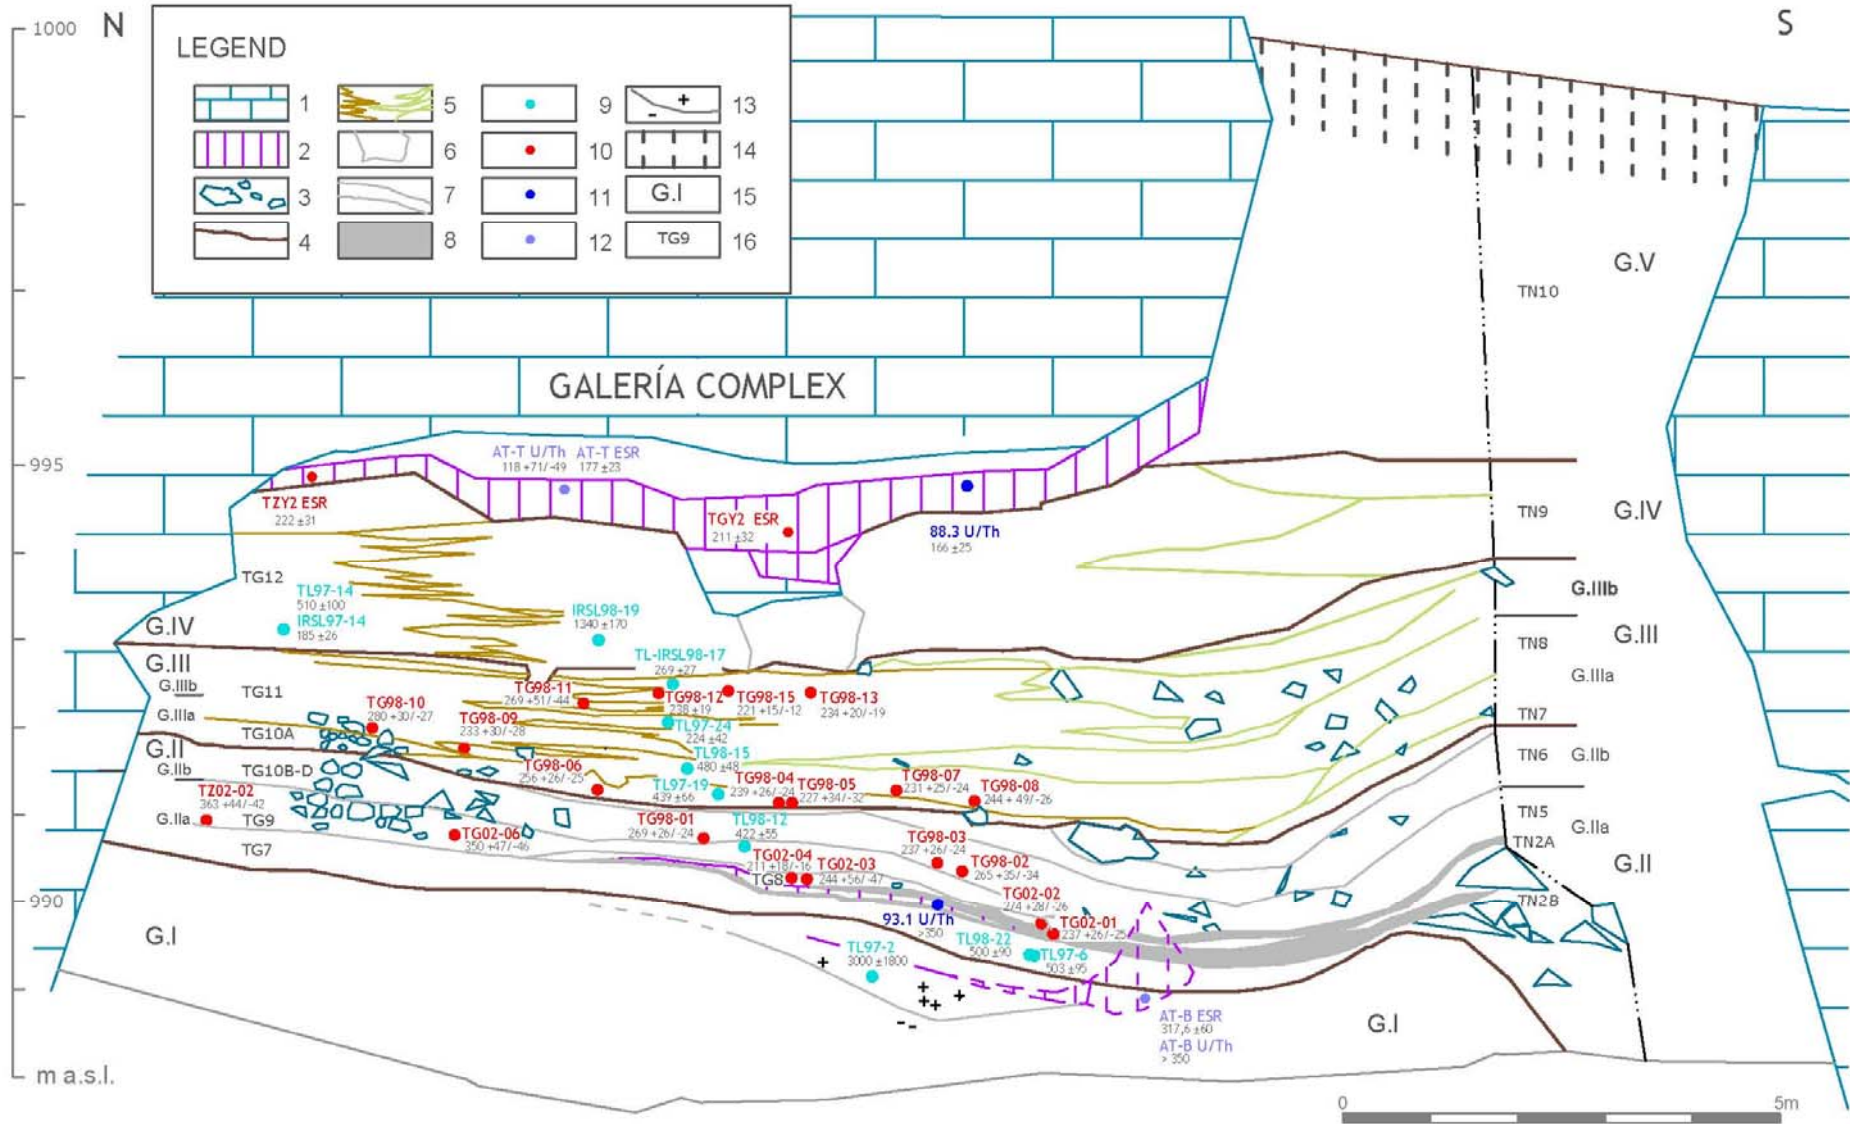 1000
N
S
LEGEND
1
5
9
13
+
-
2
6
10
14
3
7
11
G.I
15
4
8
12
TG9
16
GALERÍA COMPLEX
G.V
TN10
995
AT-T U/Th
118 +71/-49
AT-T ESR
177 ±23
TZY2 ESR
222 ±31
TGY2 ESR
211 ±32
88.3 U/Th
166 ±25
TN9
G.IV
TG12
TL97-14
510 ±100
IRSL97-14
185 ±26
IRSL98-19
1340 ±170
G.IIIb
G.IV
TL-IRSL98-17
269 ±27
TN8
G.III
G.III
G.IIIb
TG11
TG98-11
269 +51/-44
TG98-12
238 ±19
TG98-15
221 +15/-12
TG98-13
234 +20/-19
G.IIIa
G.IIIa
TG98-10
280 +30/-27
TG98-09
233 +30/-28
TL97-24
224 ±42
TN7
TG10A
G.II
G.IIb
TG10B-D
TG98-06
256 +26/-25
TL98-15
480 ±48
TN6
G.IIb
TL97-19
439 ±66
TG98-04
239 +26/-24
TG98-05
227 +34/-32
TG98-07
231 +25/-24
TG98-08
244 + 49/-26
TZ02-02
363 +44/-42
G.IIa
TG9
TG02-06
350 +47/-46
TG98-01
269 +26/-24
TL98-12
422 ±55
TN5
G.IIa
TG98-03
237 +26/-24
TG98-02
265 +35/-34
TN2A
TG7
TG02-04
211 +18/-16
TG02-03
244 +56/-47
TG8
G.II
990
TG02-02
274 +28/-26
TN2B
93.1 U/Th
>350
TG02-01
237 +26/-25
G.I
TL97-2
3000 ±1800
TL98-22
500 ±90
TL97-6
503 ±95
+
+
+
+
+
--
AT-B ESR
317,6 ±60
AT-B U/Th
> 350
G.I
m a.s.l.
0
5m